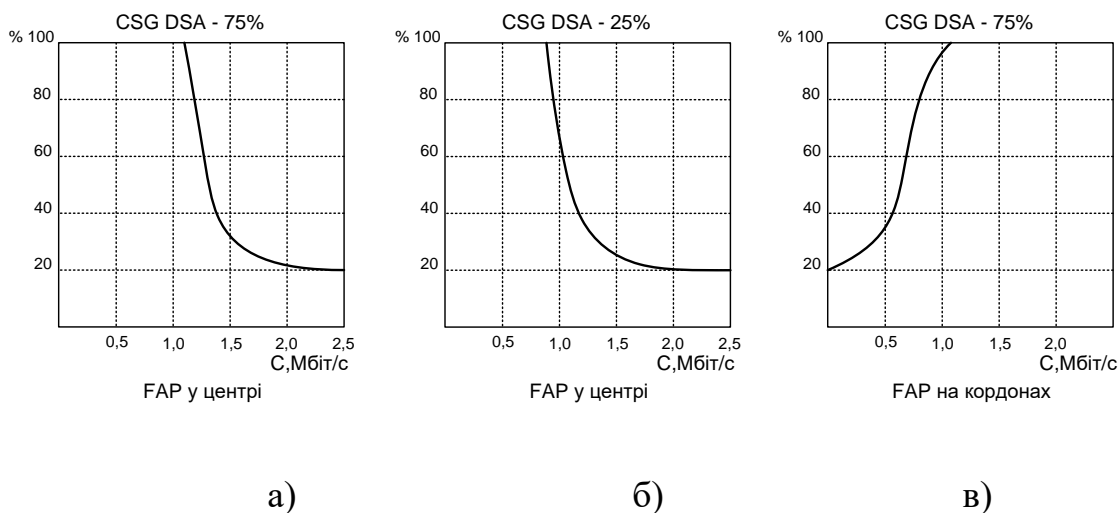 CSG DSA - 75%
% 100
80
60
40
20
0,5 1,0 1,5 2,0 2,5
С,Мбіт/с
FAP у центрі
а)
CSG DSA - 25%
% 100
80
60
40
20
0,5 1,0 1,5 2,0 2,5
С,Мбіт/с
FAP у центрі
б)
CSG DSA - 75%
% 100
80
60
40
20
0,5 1,0 2,0
С,Мбіт/с
FAP на кордонах
в)